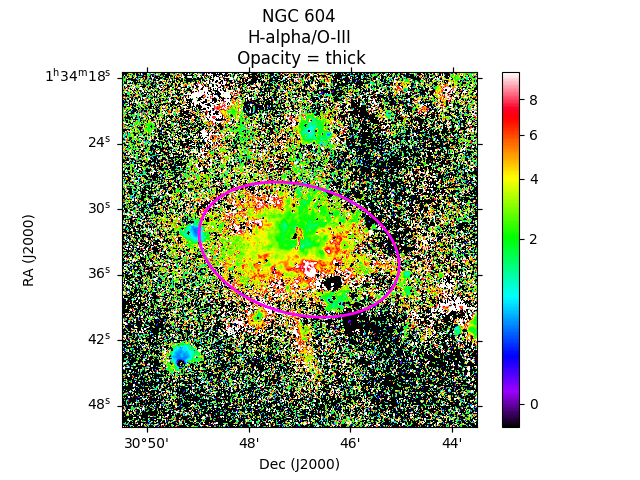 NGC 604
H-alpha/O-III
Opacity = thick
1h34m18s
24s
30s
36s
42s
48s
RA (J2000)
30°50'
48'
46'
44'
Dec (J2000)
8
6
4
2
0